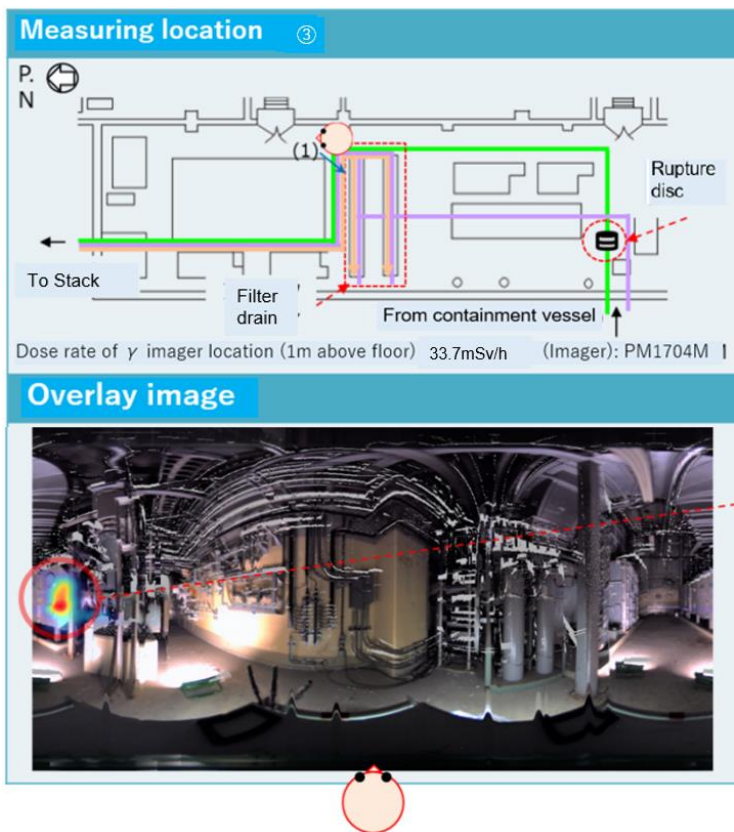 Measuring location ③
P.
N
(1)
Rupture
disc
To Stack
Filter
drain
From containment vessel
Dose rate of γ imager location (1m above floor) 33.7mSv/h (Imager): PM1704M
Overlay image